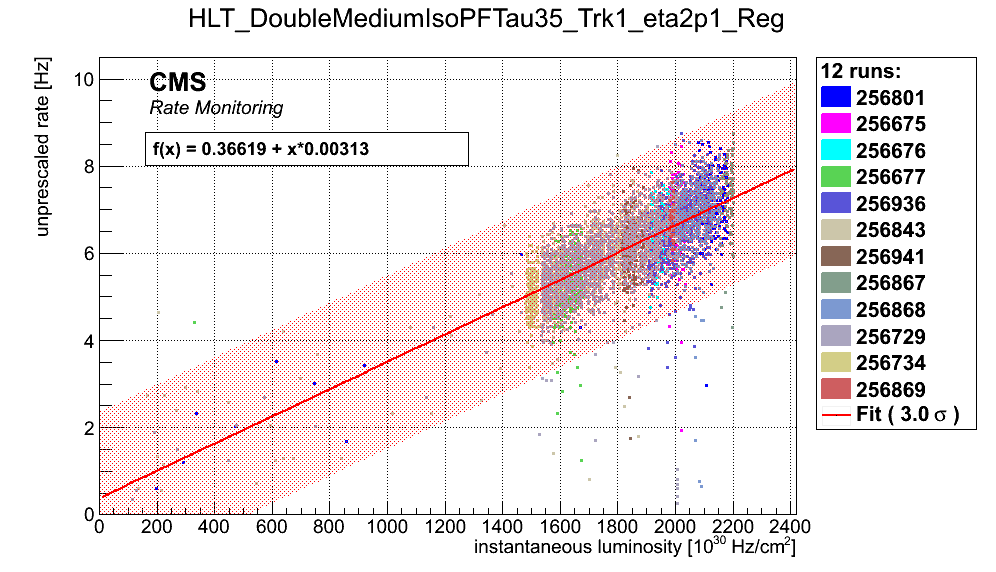 HLT_DoubleMediumIsoPFTau35_Trk1_eta2p1_Reg
unprescaled rate [Hz]
CMS
Rate Monitoring
f(x) = 0.36619 + x*0.00313
10
8
6
4
2
0
0 200 400 600 800 1000 1200 1400 1600 1800 2000 2200 2400
instantaneous luminosity [10³⁰ Hz/cm²]
12 runs:
256801
256675
256676
256677
256936
256843
256941
256867
256868
256729
256734
256869
Fit ( 3.0 σ )